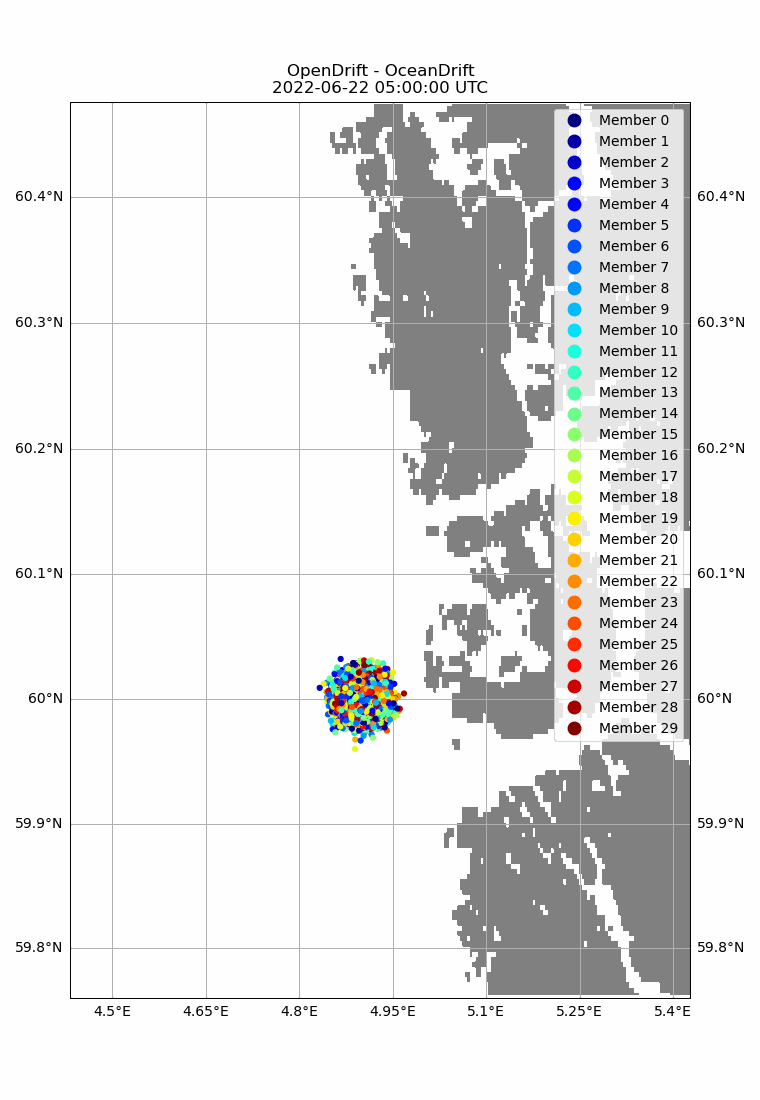 OpenDrift - OceanDrift
2022-06-22 05:00:00 UTC
Member 0
Member 1
Member 2
Member 3
Member 4
Member 5
Member 6
Member 7
Member 8
Member 9
Member 10
Member 11
Member 12
Member 13
Member 14
Member 15
Member 16
Member 17
Member 18
Member 19
Member 20
Member 21
Member 22
Member 23
Member 24
Member 25
Member 26
Member 27
Member 28
Member 29
60.4°N 60.4°N
60.3°N 60.3°N
60.2°N 60.2°N
60.1°N 60.1°N
60°N 60°N
59.9°N 59.9°N
59.8°N 59.8°N
4.5°E 4.65°E 4.8°E 4.95°E 5.1°E 5.25°E 5.4°E